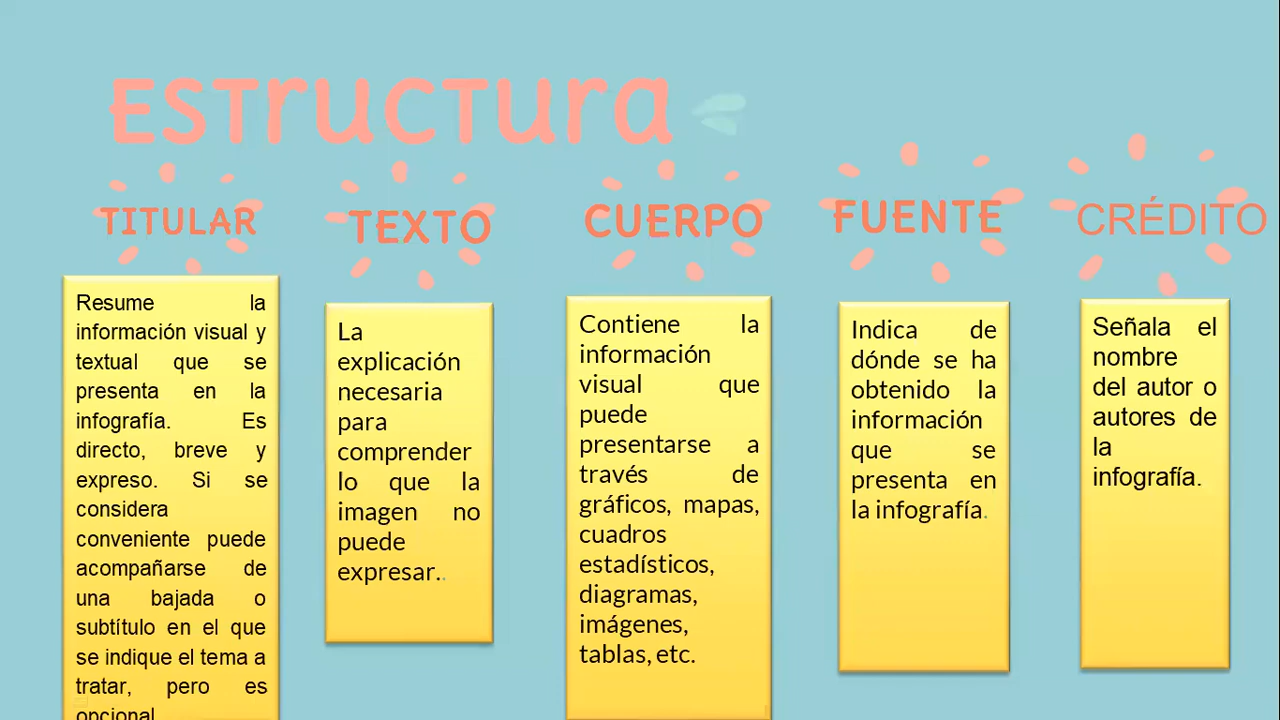 Estructura
TITULAR
Resume la
información visual y
textual que se
presenta en la
infografía. Es
directo, breve y
expreso. Si se
considera
conveniente puede
acompañarse de
una bajada o
subtítulo en el que
se indique el tema a
tratar, pero es
opcional
TEXTO
La
explicación
necesaria
para
comprender
lo que la
imagen no
puede
expresar..
CUERPO
Contiene la
información
visual que
puede
presentarse a
través de
gráficos, mapas,
cuadros
estadísticos,
diagramas,
imágenes,
tablas, etc.
FUENTE
Indica de
dónde se ha
obtenido la
información
que se
presenta en
la infografía.
CRÉDITO
Señala el
nombre
del autor o
autores de
la
infografía.